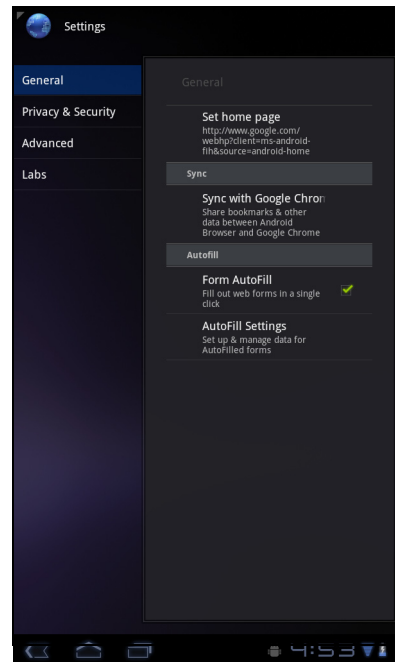 Settings
General
Privacy & Security
Advanced
Labs
General
Set home page
http://www.google.com/
webhp?client=ms-android-
fih&source=android-home
Sync
Sync with Google Chron
Share bookmarks & other
data between Android
Browser and Google Chrome
Autofill
Form AutoFill
Fill out web forms in a single
click
AutoFill Settings
Set up & manage data for
AutoFilled forms
4:53